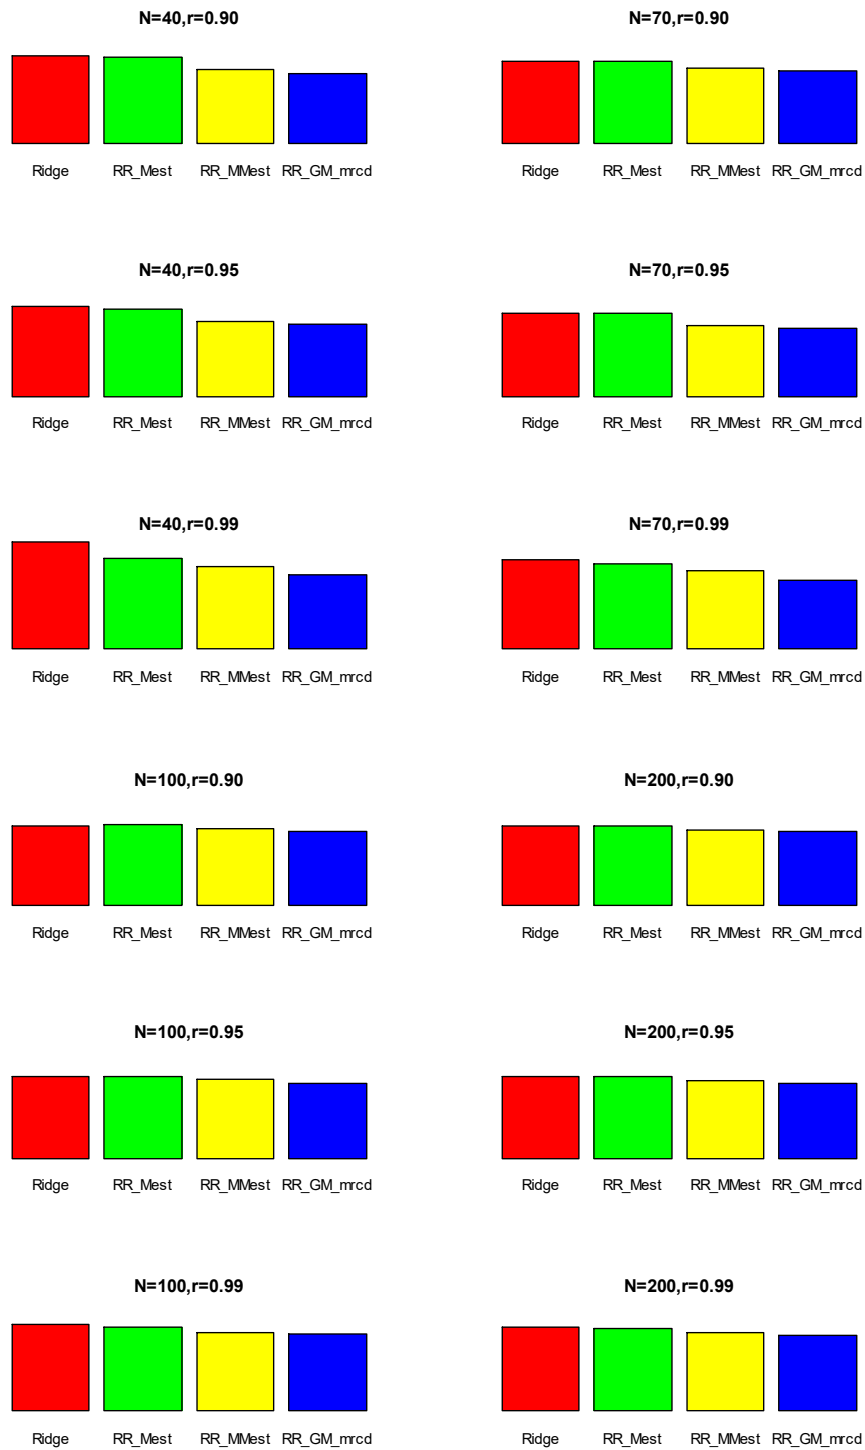 N=40,r=0.90
N=70,r=0.90
Ridge RR_Mest RR_MMest RR_GM_mrcd
Ridge RR_Mest RR_MMest RR_GM_mrcd
N=40,r=0.95
N=70,r=0.95
Ridge RR_Mest RR_MMest RR_GM_mrcd
Ridge RR_Mest RR_MMest RR_GM_mrcd
N=40,r=0.99
N=70,r=0.99
Ridge RR_Mest RR_MMest RR_GM_mrcd
Ridge RR_Mest RR_MMest RR_GM_mrcd
N=100,r=0.90
N=200,r=0.90
Ridge RR_Mest RR_MMest RR_GM_mrcd
Ridge RR_Mest RR_MMest RR_GM_mrcd
N=100,r=0.95
N=200,r=0.95
Ridge RR_Mest RR_MMest RR_GM_mrcd
Ridge RR_Mest RR_MMest RR_GM_mrcd
N=100,r=0.99
N=200,r=0.99
Ridge RR_Mest RR_MMest RR_GM_mrcd
Ridge RR_Mest RR_MMest RR_GM_mrcd